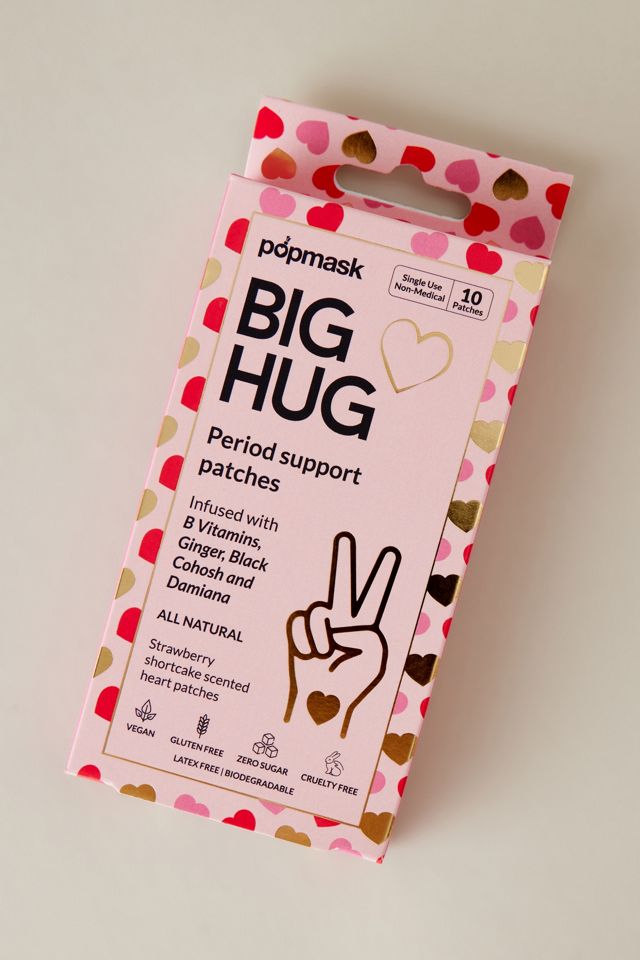 popmask
Single Use
Non-Medical
10
Patches
BIG
HUG
Period support
patches
Infused with
B Vitamins,
Ginger, Black
Cohosh and
Damiana
ALL NATURAL
Strawberry
shortcake scented
heart patches
VEGAN
GLUTEN FREE
ZERO SUGAR
CRUELTY FREE
LATEX FREE | BIODEGRADABLE